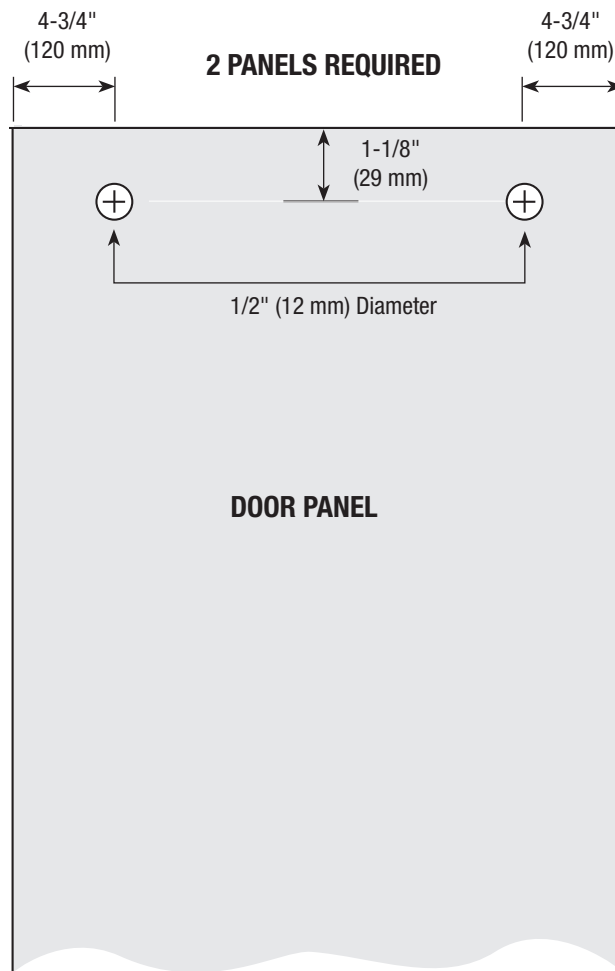 4-3/4"
(120 mm)
2 PANELS REQUIRED
4-3/4"
(120 mm)
1-1/8"
(29 mm)
1/2" (12 mm) Diameter
DOOR PANEL